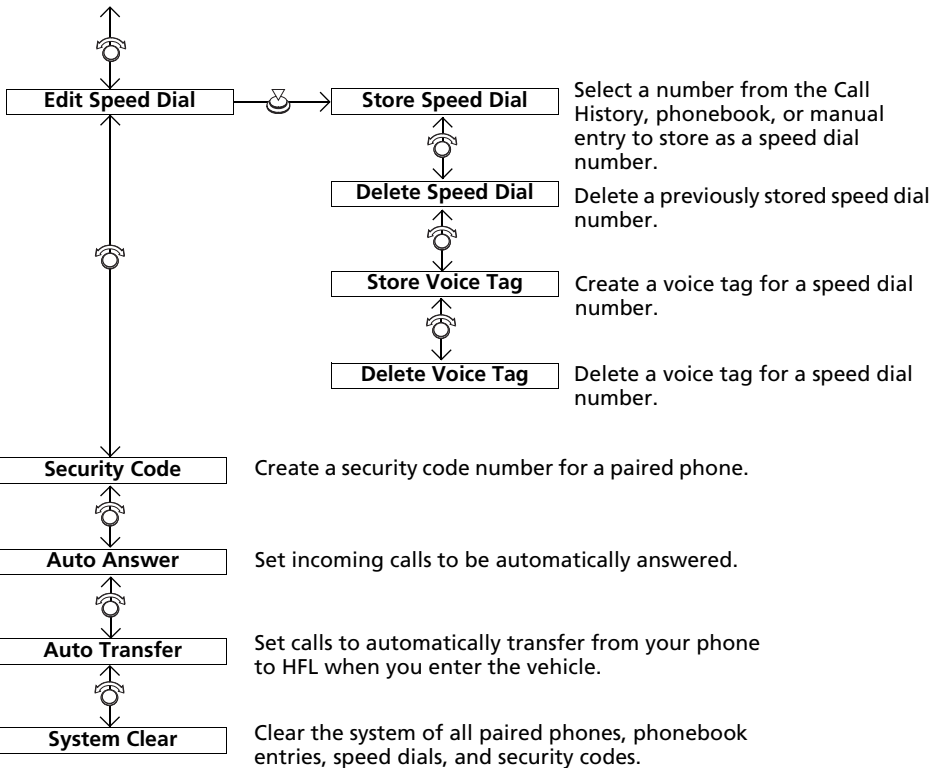 Edit Speed Dial
Store Speed Dial
Select a number from the Call
History, phonebook, or manual
entry to store as a speed dial
number.
Delete Speed Dial
Delete a previously stored speed dial
number.
Store Voice Tag
Create a voice tag for a speed dial
number.
Delete Voice Tag
Delete a voice tag for a speed dial
number.
Security Code
Create a security code number for a paired phone.
Auto Answer
Set incoming calls to be automatically answered.
Auto Transfer
Set calls to automatically transfer from your phone
to HFL when you enter the vehicle.
System Clear
Clear the system of all paired phones, phonebook
entries, speed dials, and security codes.